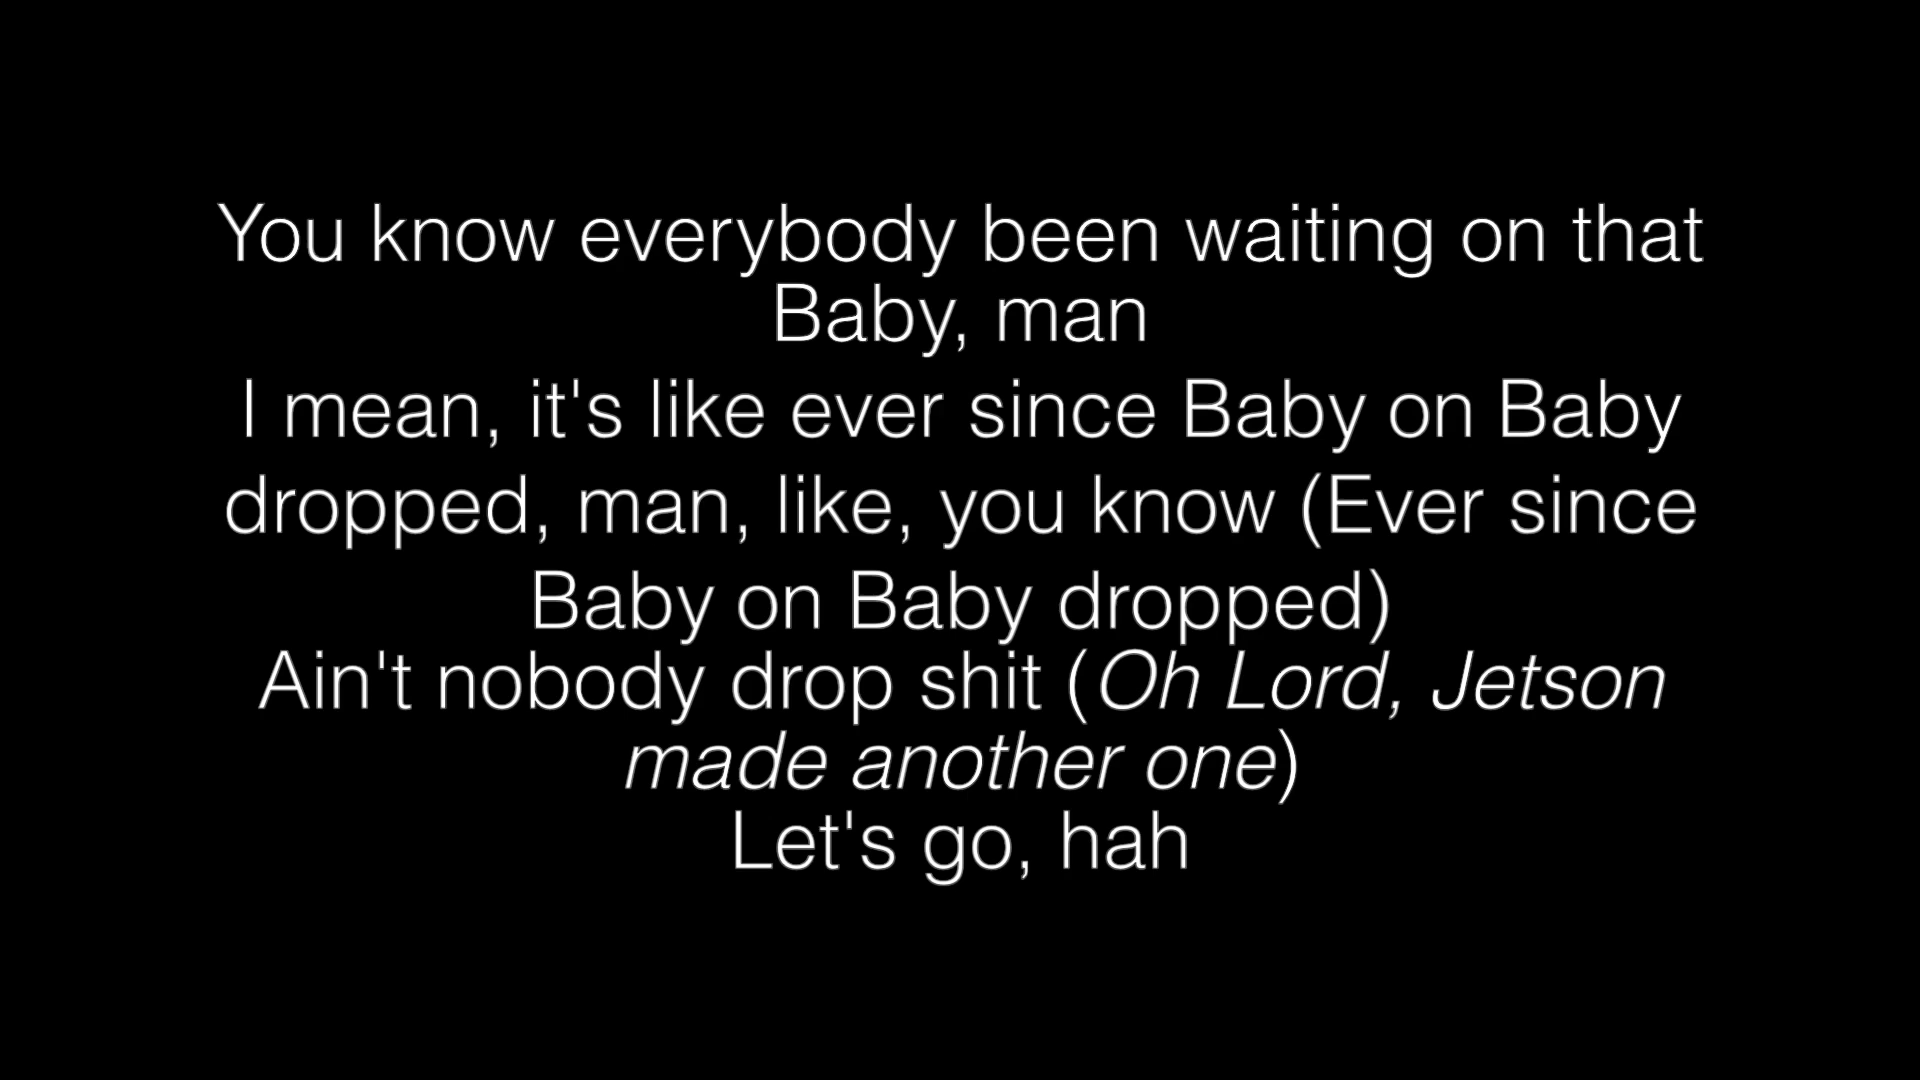 You know everybody been waiting on that
Baby, man
I mean, it's like ever since Baby on Baby
dropped, man, like, you know (Ever since
Baby on Baby dropped)
Ain't nobody drop shit (Oh Lord, Jetson
made another one)
Let's go, hah